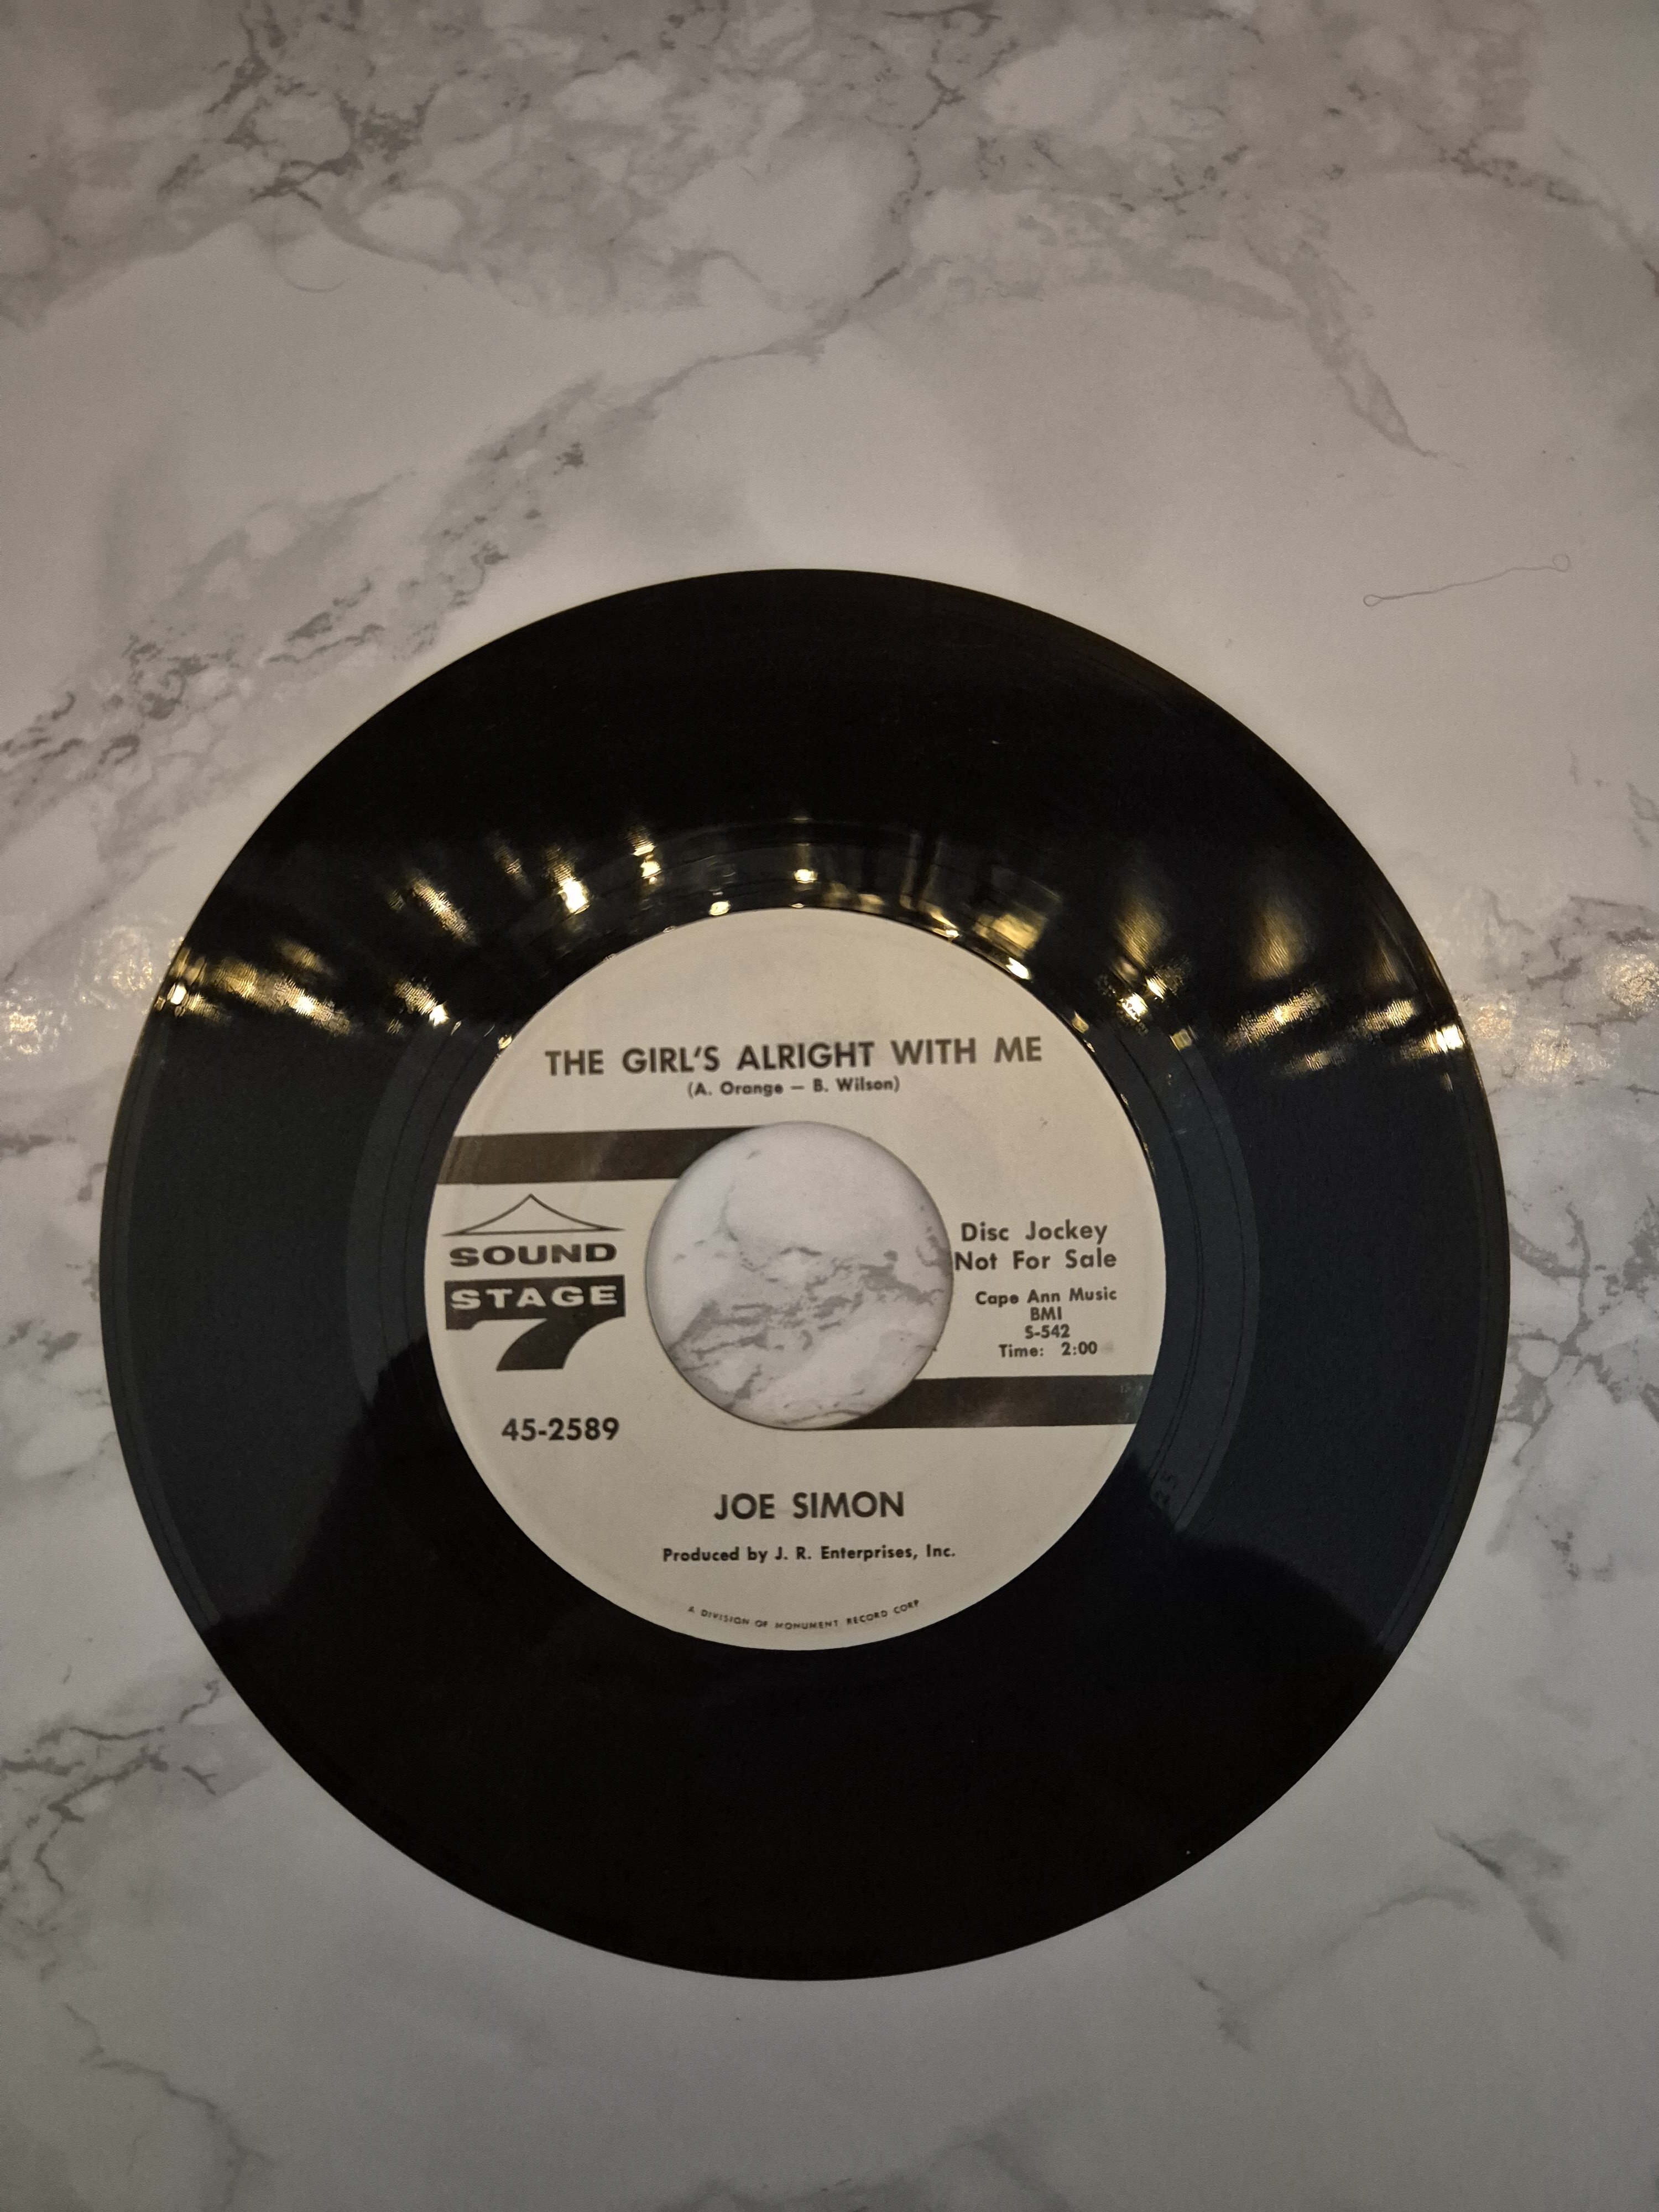 THE GIRL'S ALRIGHT WITH ME
(A. Orange — B. Wilson)
SOUND
STAGE
7
45-2589
Disc Jockey
Not For Sale
Cape Ann Music
BMI
S-542
Time: 2:00
JOE SIMON
Produced by J. R. Enterprises, Inc.
A DIVISION OF MONUMENT RECORD CORP